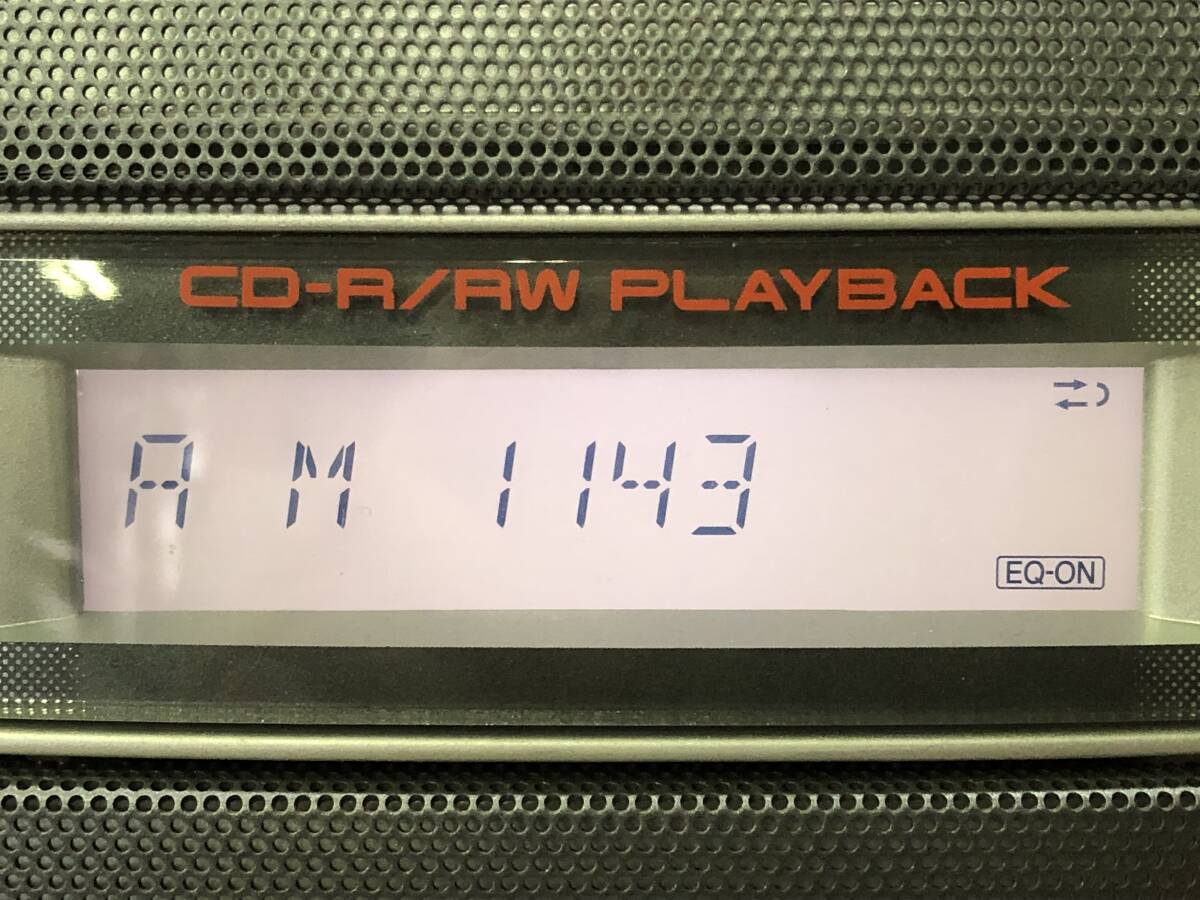 CD-R/RW PLAYBACK
AM 1143
EQ-ON